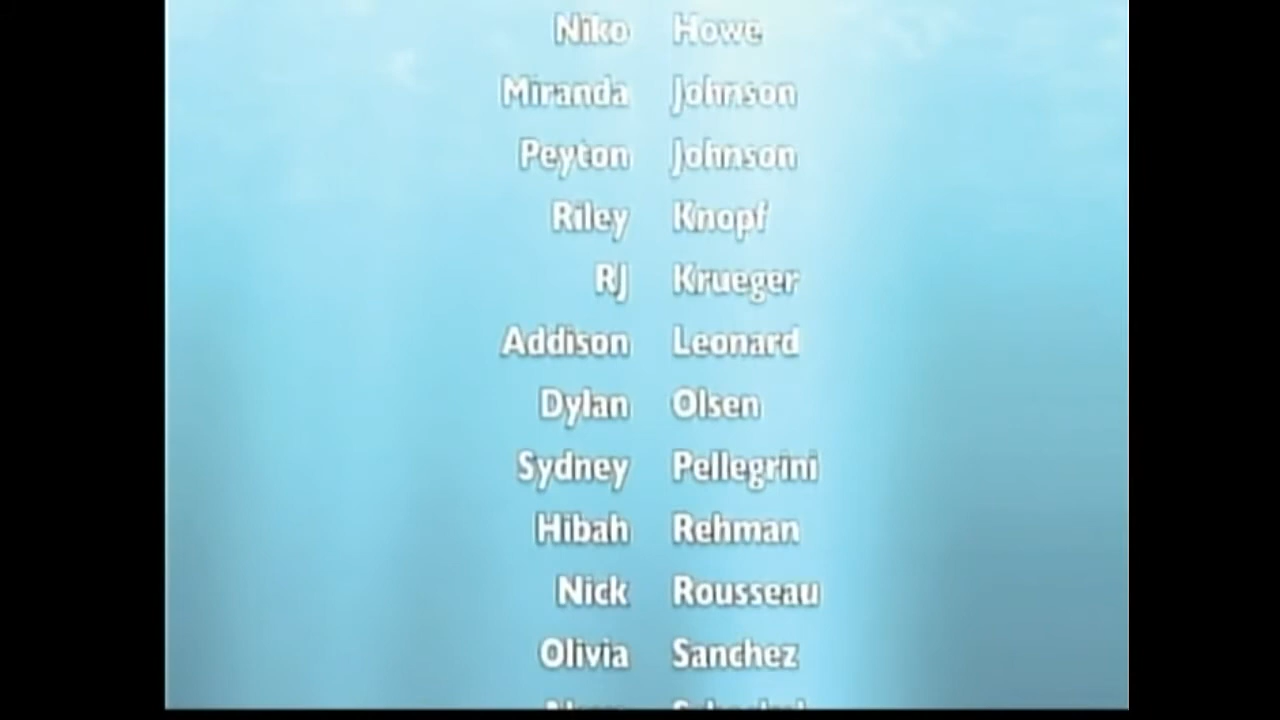 Niko Howe
Miranda Johnson
Peyton Johnson
Riley Knopf
RJ Krueger
Addison Leonard
Dylan Olsen
Sydney Pellegrini
Hibah Rehman
Nick Rousseau
Olivia Sanchez